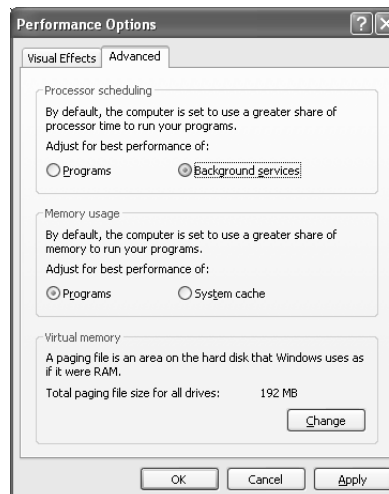 Performance Options
Visual Effects Advanced
Processor scheduling
By default, the computer is set to use a greater share of
processor time to run your programs.
Adjust for best performance of:
Programs Background services
Memory usage
By default, the computer is set to use a greater share of
memory to run your programs.
Adjust for best performance of:
Programs System cache
Virtual memory
A paging file is an area on the hard disk that Windows uses as
if it were RAM.
Total paging file size for all drives: 192 MB
Change
OK Cancel Apply